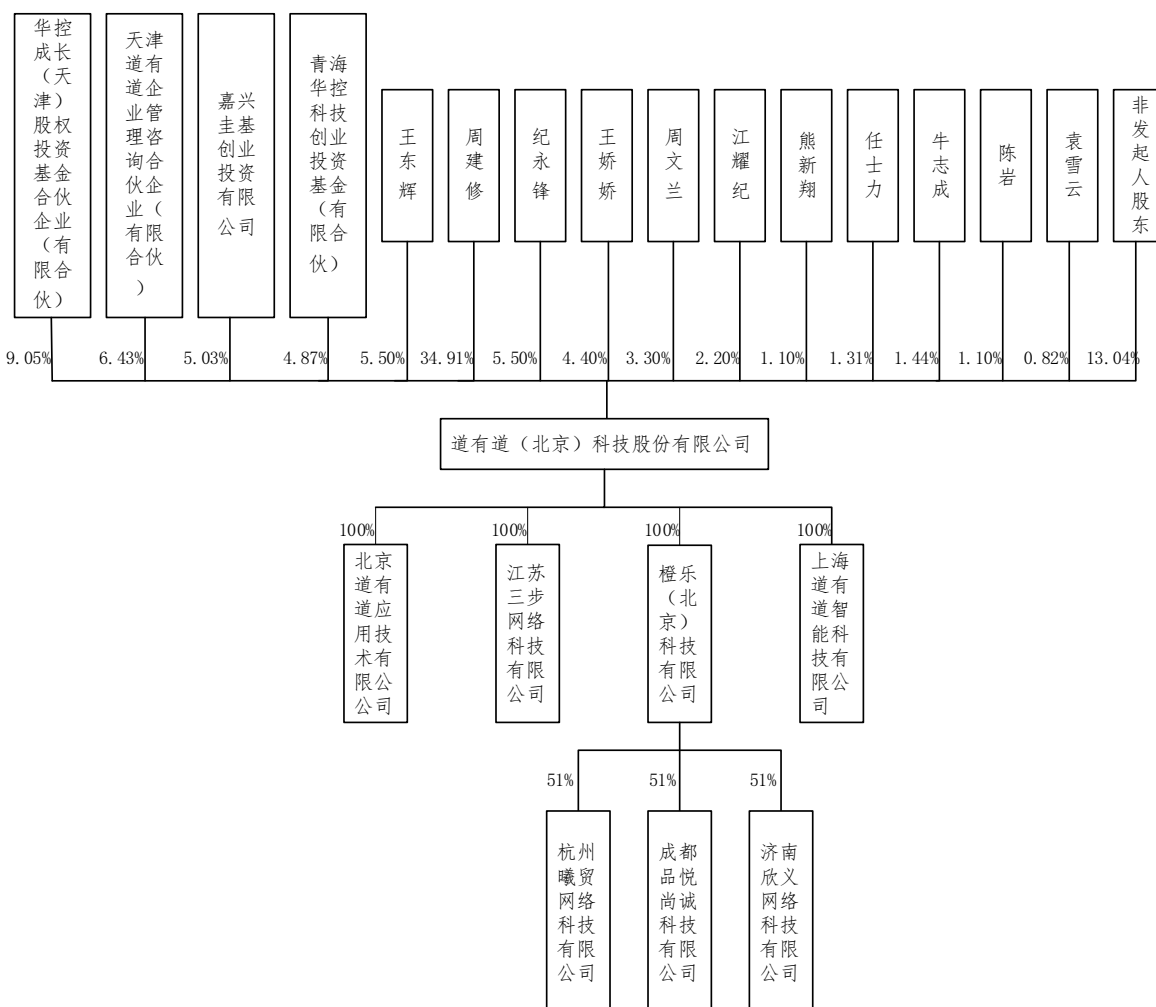 华控
成长
（天
津）
股权
投资
基金
合伙
企业
（有
限合
伙）
天津
道有
道企
业管
理咨
询合
伙企
业（
有限
合伙
）
嘉兴
圭基
创业
投资
有限
公司
青海
华控
科技
创业
投资
基金
（有
限合
伙）
王东辉
周建修
纪永锋
王娇娇
周文兰
江耀纪
熊新翔
任士力
牛志成
陈岩
袁雪云
非发起人股东
9.05%
6.43%
5.03%
4.87%
5.50%
34.91%
5.50%
4.40%
3.30%
2.20%
1.10%
1.31%
1.44%
1.10%
0.82%
13.04%
道有道（北京）科技股份有限公司
100%
100%
100%
100%
北京
道有
道应
用技
术有
限公
公司
江苏
三步
网络
科技
有限
公司
橙乐
（北
京）
科技
有限
公司
上海
道有
道智
能科
技有
限公
司
51%
51%
51%
杭州
曦贸
网络
科技
有限
公司
成都
品悦
尚诚
科技
有限
公司
济南
欣义
网络
科技
有限
公司